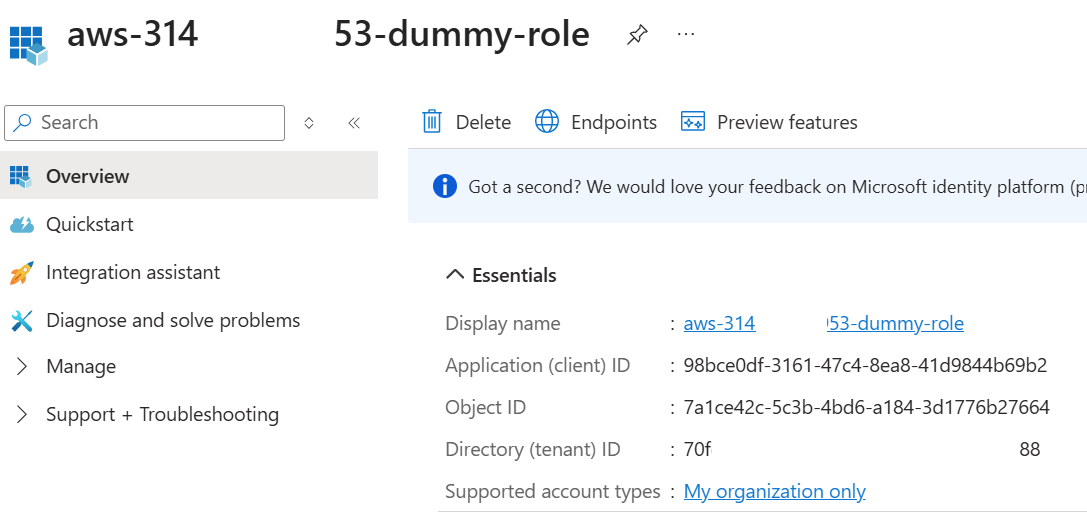 aws-314 53-dummy-role
Search
Delete Endpoints Preview features
Overview
Got a second? We would love your feedback on Microsoft identity platform (pr
Quickstart
Integration assistant
Diagnose and solve problems
Manage
Support + Troubleshooting
Essentials
Display name : aws-314 53-dummy-role
Application (client) ID : 98bce0df-3161-47c4-8ea8-41d9844b69b2
Object ID : 7a1ce42c-5c3b-4bd6-a184-3d1776b27664
Directory (tenant) ID : 70f 88
Supported account types : My organization only